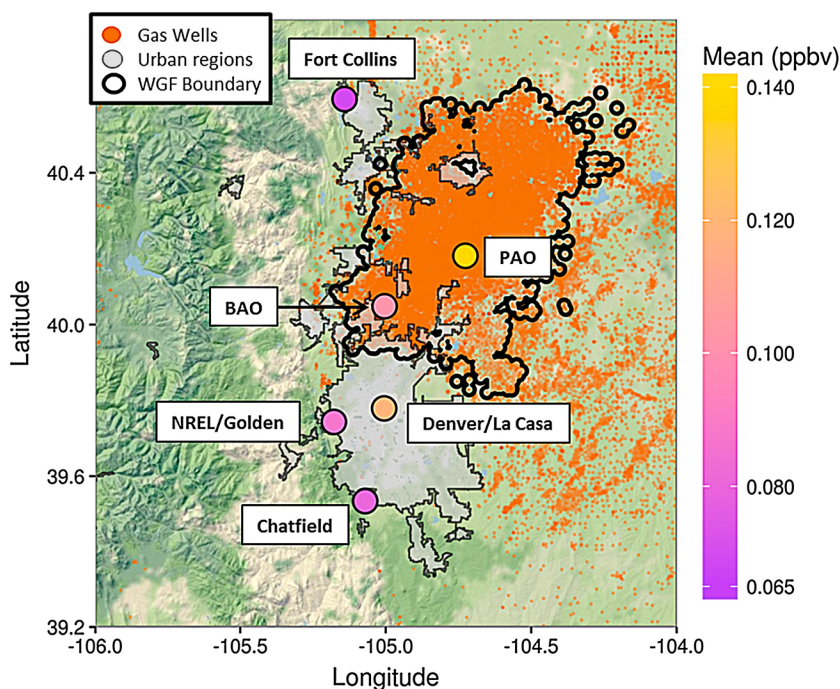 Gas Wells
Urban regions
WGF Boundary
Fort Collins
PAO
BAO
NREL/Golden
Denver/La Casa
Chatfield
Mean (ppbv)
0.140
0.120
0.100
0.080
0.065
Latitude
40.4
40.0
39.6
39.2
-106.0
-105.5
-105.0
-104.5
-104.0
Longitude